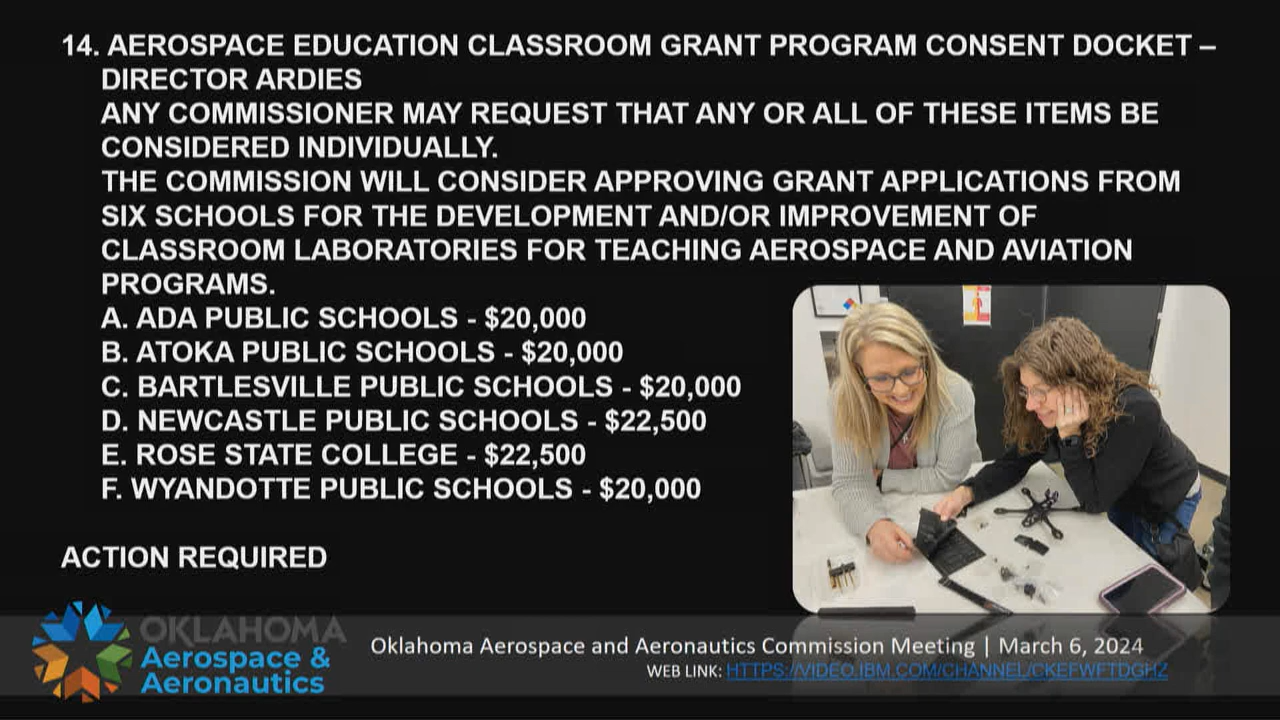 14. AEROSPACE EDUCATION CLASSROOM GRANT PROGRAM CONSENT DOCKET –
DIRECTOR ARDIES
ANY COMMISSIONER MAY REQUEST THAT ANY OR ALL OF THESE ITEMS BE
CONSIDERED INDIVIDUALLY.
THE COMMISSION WILL CONSIDER APPROVING GRANT APPLICATIONS FROM
SIX SCHOOLS FOR THE DEVELOPMENT AND/OR IMPROVEMENT OF
CLASSROOM LABORATORIES FOR TEACHING AEROSPACE AND AVIATION
PROGRAMS.
A. ADA PUBLIC SCHOOLS - $20,000
B. ATOKA PUBLIC SCHOOLS - $20,000
C. BARTLESVILLE PUBLIC SCHOOLS - $20,000
D. NEWCASTLE PUBLIC SCHOOLS - $22,500
E. ROSE STATE COLLEGE - $22,500
F. WYANDOTTE PUBLIC SCHOOLS - $20,000
ACTION REQUIRED
OKLAHOMA
Aerospace &
Aeronautics
Oklahoma Aerospace and Aeronautics Commission Meeting | March 6, 2024
WEB LINK: HTTPS://VIDEO.IBM.COM/CHANNEL/CKEFWFTDGHZ